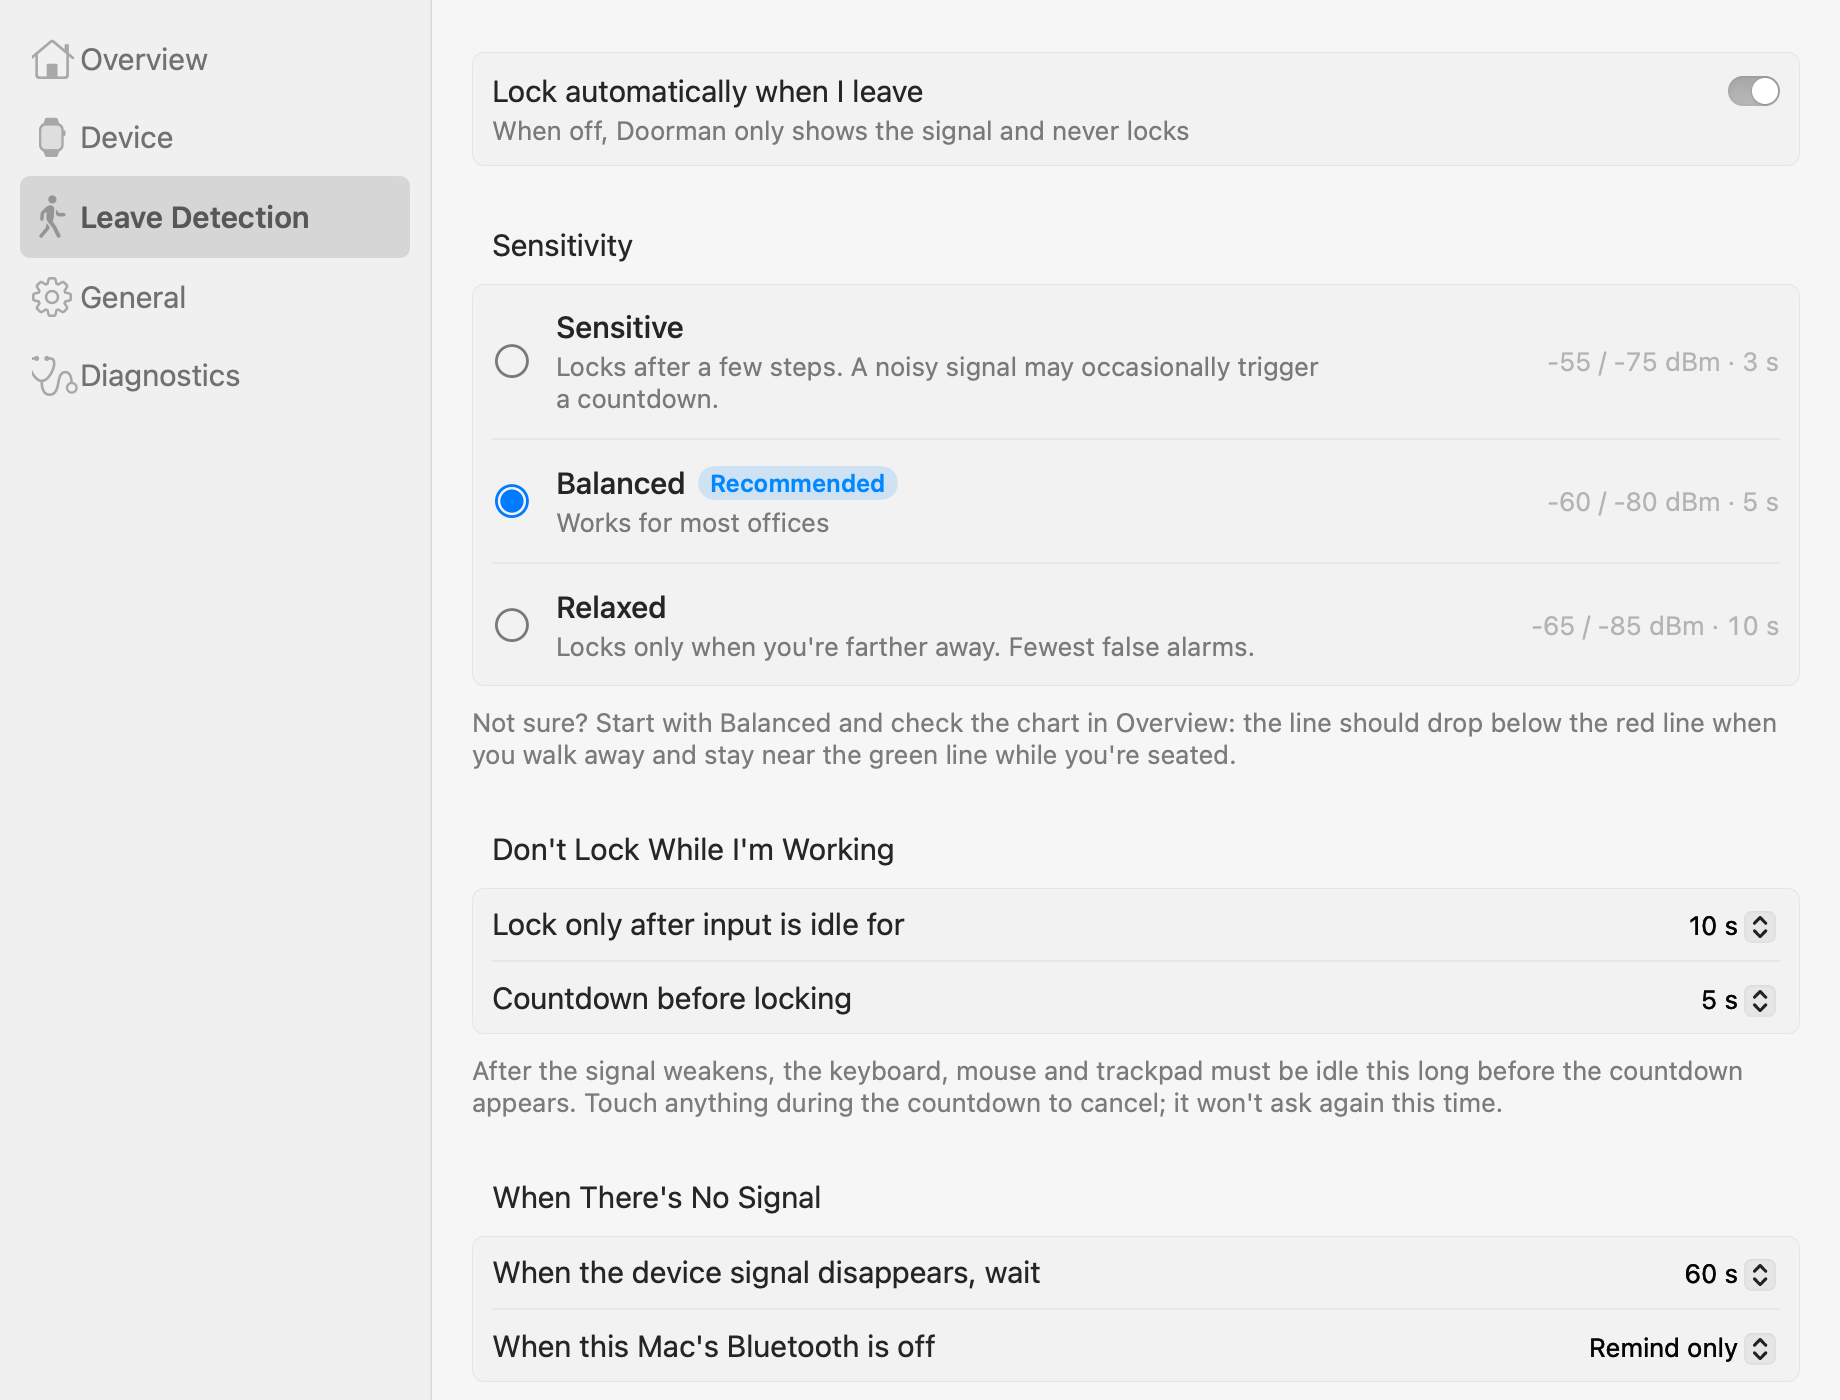 Overview
Device
Leave Detection
General
Diagnostics
Lock automatically when I leave
When off, Doorman only shows the signal and never locks
Sensitivity
Sensitive
Locks after a few steps. A noisy signal may occasionally trigger
a countdown.
-55 / -75 dBm · 3 s
Balanced Recommended
Works for most offices
-60 / -80 dBm · 5 s
Relaxed
Locks only when you're farther away. Fewest false alarms.
-65 / -85 dBm · 10 s
Not sure? Start with Balanced and check the chart in Overview: the line should drop below the red line when
you walk away and stay near the green line while you're seated.
Don't Lock While I'm Working
Lock only after input is idle for 10 s
Countdown before locking 5 s
After the signal weakens, the keyboard, mouse and trackpad must be idle this long before the countdown
appears. Touch anything during the countdown to cancel; it won't ask again this time.
When There's No Signal
When the device signal disappears, wait 60 s
When this Mac's Bluetooth is off Remind only